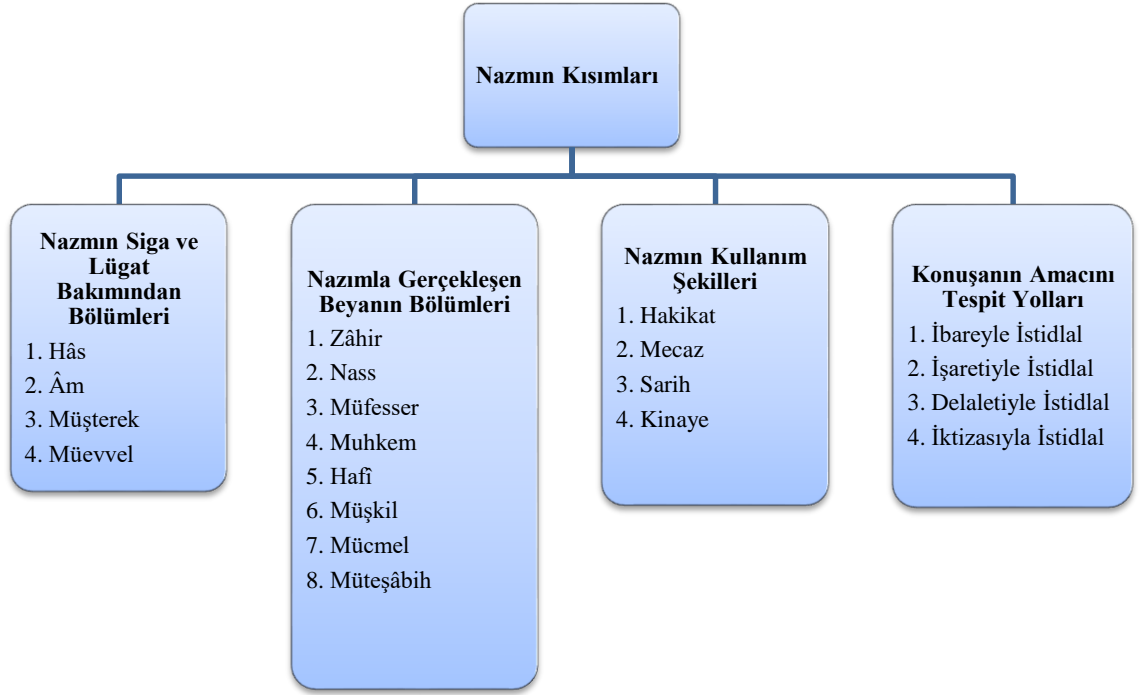 Nazmın Kısımları
Nazmın Siga ve
Lügat
Bakımından
Bölümleri
1. Hâs
2. Âm
3. Müşterek
4. Müevvel
Nazımla Gerçekleşen
Beyanın Bölümleri
1. Zâhir
2. Nass
3. Müfesser
4. Muhkem
5. Hafî
6. Müşkil
7. Mücmel
8. Müteşâbih
Nazmın Kullanım
Şekilleri
1. Hakikat
2. Mecaz
3. Sarih
4. Kinaye
Konuşanın Amacını
Tespit Yolları
1. İbareyle İstidlal
2. İşaretiyle İstidlal
3. Delaletiyle İstidlal
4. İktizasıyla İstidlal